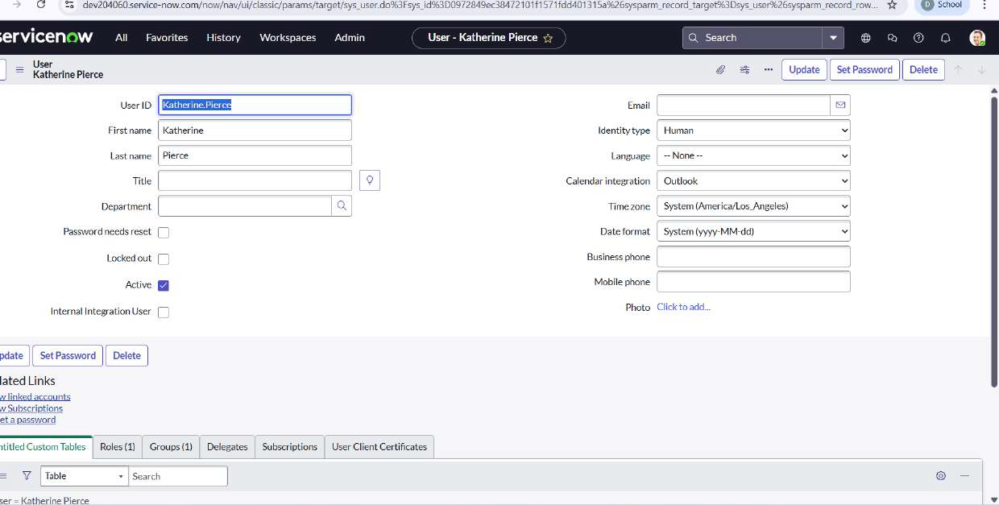 dev204060.service-now.com/now/nav/ui/classic/params/target/sys_user.do%3Fsys_id%3D0972849ec38472101f1571fdd401315a%26sysparm_record_target%3Dsys_user%26sysparm_record_row... D School
servicenow All Favorites History Workspaces Admin User - Katherine Pierce Search
User
Katherine Pierce
Update Set Password Delete
User ID Katherine.Pierce
First name Katherine
Last name Pierce
Title
Department
Password needs reset
Locked out
Active
Internal Integration User
Email
Identity type Human
Language -- None --
Calendar integration Outlook
Time zone System (America/Los_Angeles)
Date format System (yyyy-MM-dd)
Business phone
Mobile phone
Photo Click to add...
pdate Set Password Delete
lated Links
w linked accounts
w Subscriptions
et a password
ntitled Custom Tables Roles (1) Groups (1) Delegates Subscriptions User Client Certificates
Table Search
ser = Katherine Pierce